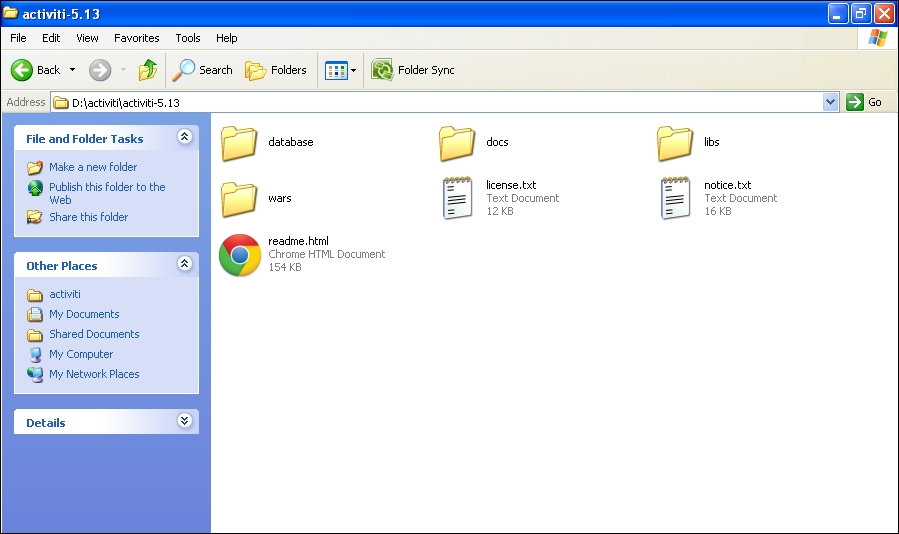 activiti-5.13
File Edit View Favorites Tools Help
Back Search Folders Folder Sync
Address D:\activiti\activiti-5.13 Go
File and Folder Tasks
Make a new folder
Publish this folder to the
Web
Share this folder
Other Places
activiti
My Documents
Shared Documents
My Computer
My Network Places
Details
database
docs
libs
wars
license.txt
Text Document
12 KB
notice.txt
Text Document
16 KB
readme.html
Chrome HTML Document
154 KB